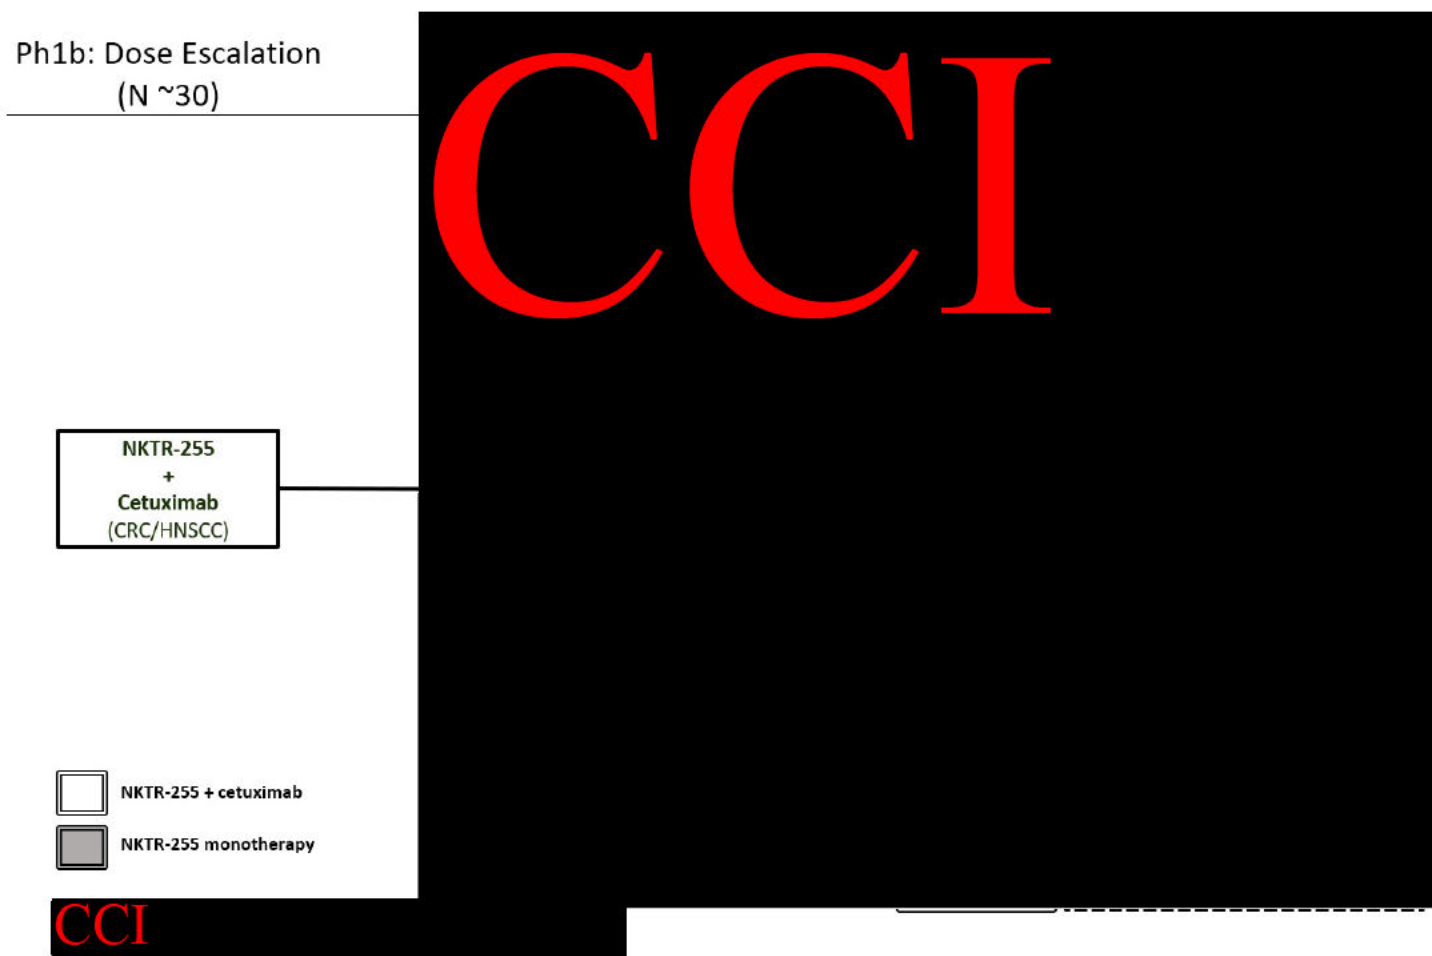 Ph1b: Dose Escalation
(N ~30)
CCI
NKTR-255
+
Cetuximab
(CRC/HNSCC)
NKTR-255 + cetuximab
NKTR-255 monotherapy
CCI